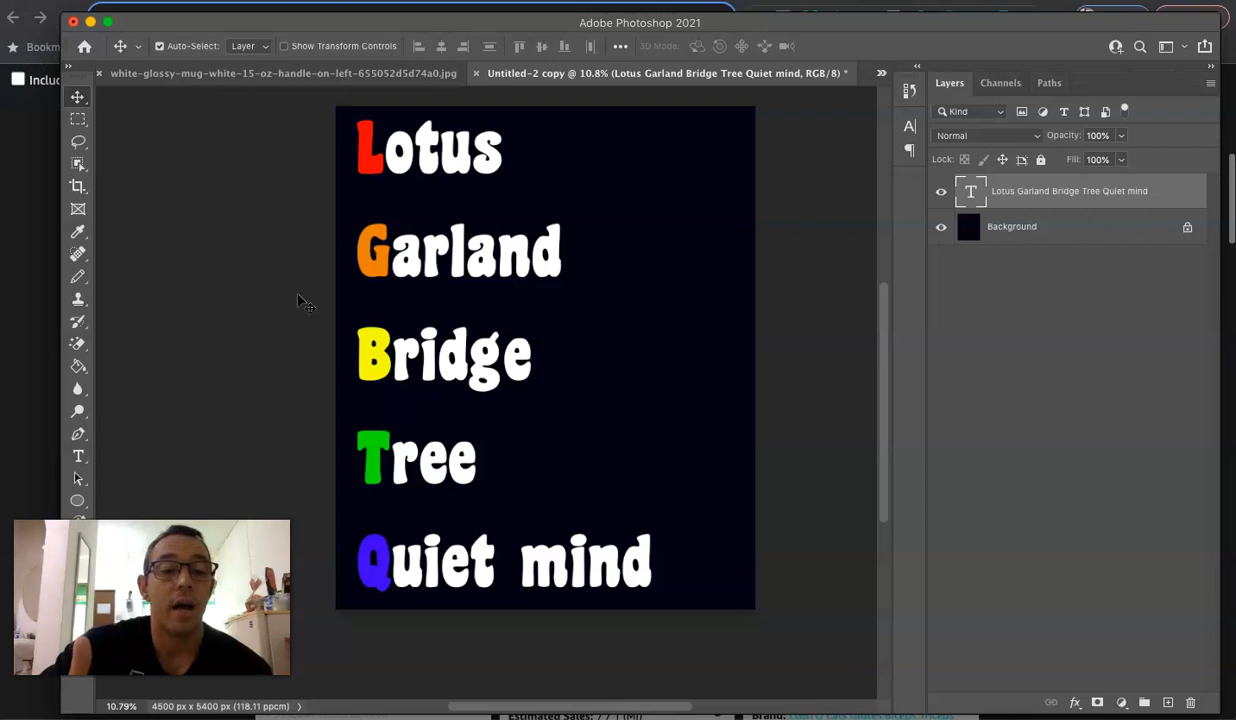 Adobe Photoshop 2021
Bookm
Auto-Select: Layer Show Transform Controls 3D Mode:
white-glossy-mug-white-15-oz-handle-on-left-655052d5d74a0.jpg Untitled-2 copy @ 10.8% (Lotus Garland Bridge Tree Quiet mind, RGB/8) *
Includ
Layers Channels Paths
Kind
Normal Opacity: 100%
Lock: Fill: 100%
Lotus Garland Bridge Tree Quiet mind
Background
Lotus
Garland
Bridge
Tree
Quiet mind
10.79% 4500 px x 5400 px (118.11 ppcm)
Brand: